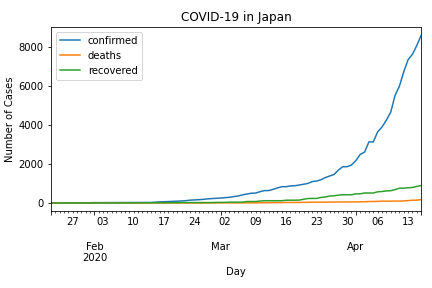 COVID-19 in Japan
confirmed
deaths
recovered
Number of Cases
8000
6000
4000
2000
0
27 03 10 17 24 02 09 16 23 30 06 13
Feb Mar Apr
2020
Day